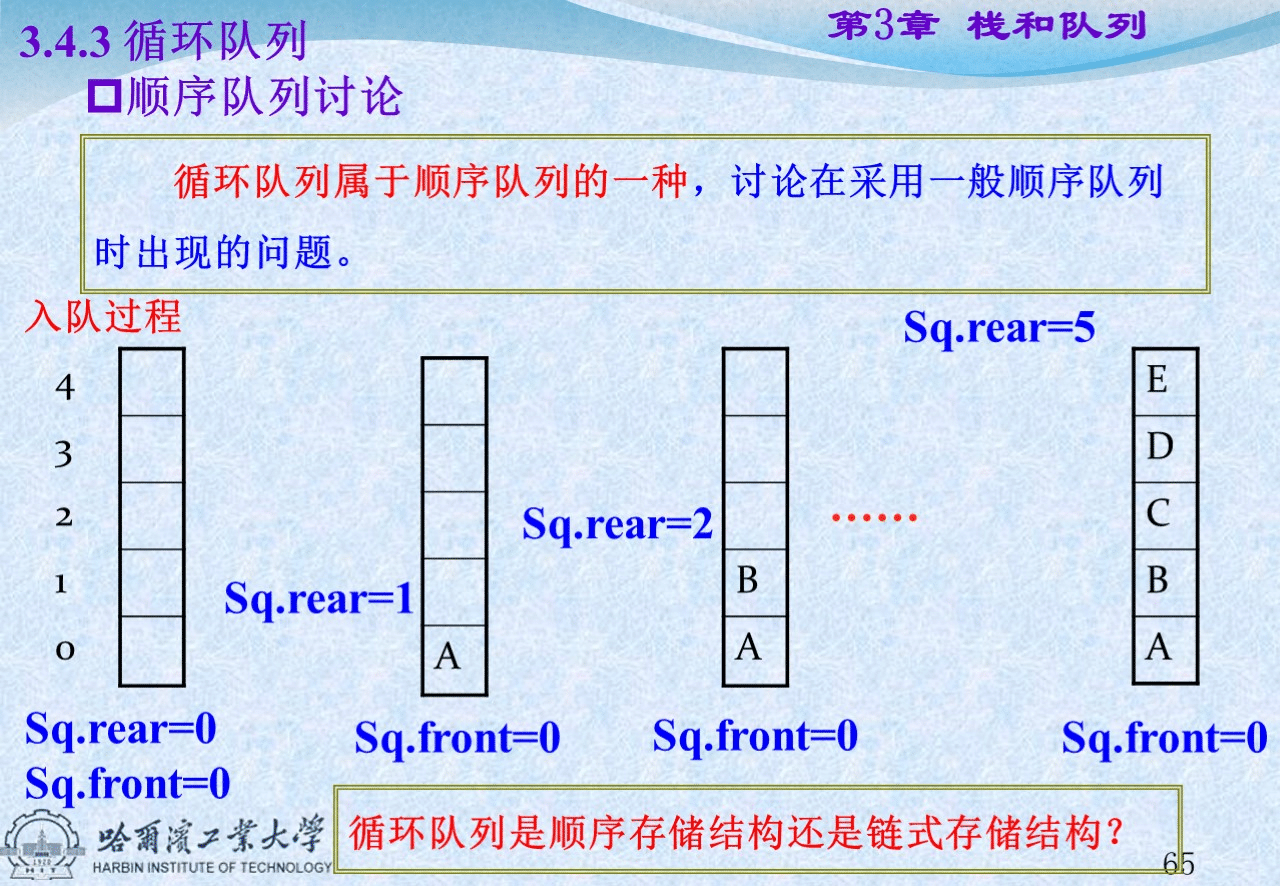 第3章 栈和队列
3.4.3 循环队列
顺序队列讨论
循环队列属于顺序队列的一种，讨论在采用一般顺序队列
时出现的问题。
入队过程
Sq.rear=5
4
3
2
1
0
Sq.rear=0
Sq.front=0
Sq.rear=1
A
Sq.front=0
Sq.rear=2
B
A
Sq.front=0
······
E
D
C
B
A
Sq.front=0
循环队列是顺序存储结构还是链式存储结构？
哈爾濱工業大學
HARBIN INSTITUTE OF TECHNOLOGY
1920
HIT
65